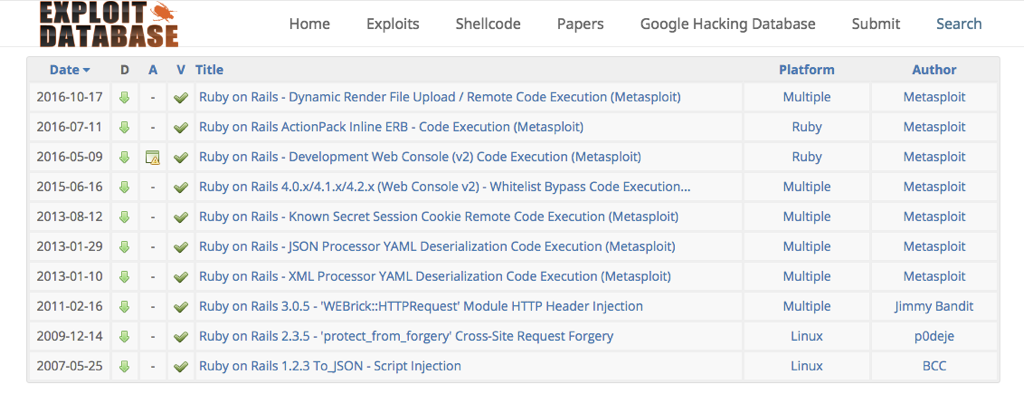 EXPLOIT
DATABASE
Home Exploits Shellcode Papers Google Hacking Database Submit Search
Date D A V Title Platform Author
2016-10-17 - Ruby on Rails - Dynamic Render File Upload / Remote Code Execution (Metasploit) Multiple Metasploit
2016-07-11 - Ruby on Rails ActionPack Inline ERB - Code Execution (Metasploit) Ruby Metasploit
2016-05-09 Ruby on Rails - Development Web Console (v2) Code Execution (Metasploit) Ruby Metasploit
2015-06-16 - Ruby on Rails 4.0.x/4.1.x/4.2.x (Web Console v2) - Whitelist Bypass Code Execution... Multiple Metasploit
2013-08-12 - Ruby on Rails - Known Secret Session Cookie Remote Code Execution (Metasploit) Multiple Metasploit
2013-01-29 - Ruby on Rails - JSON Processor YAML Deserialization Code Execution (Metasploit) Multiple Metasploit
2013-01-10 - Ruby on Rails - XML Processor YAML Deserialization Code Execution (Metasploit) Multiple Metasploit
2011-02-16 - Ruby on Rails 3.0.5 - 'WEBrick::HTTPRequest' Module HTTP Header Injection Multiple Jimmy Bandit
2009-12-14 - Ruby on Rails 2.3.5 - 'protect_from_forgery' Cross-Site Request Forgery Linux p0deje
2007-05-25 - Ruby on Rails 1.2.3 To_JSON - Script Injection Linux BCC